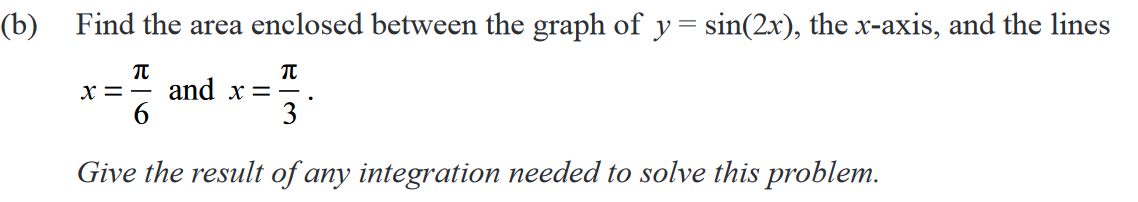 (b) Find the area enclosed between the graph of y = sin(2x), the x-axis, and the lines
x = π/6 and x = π/3.
Give the result of any integration needed to solve this problem.